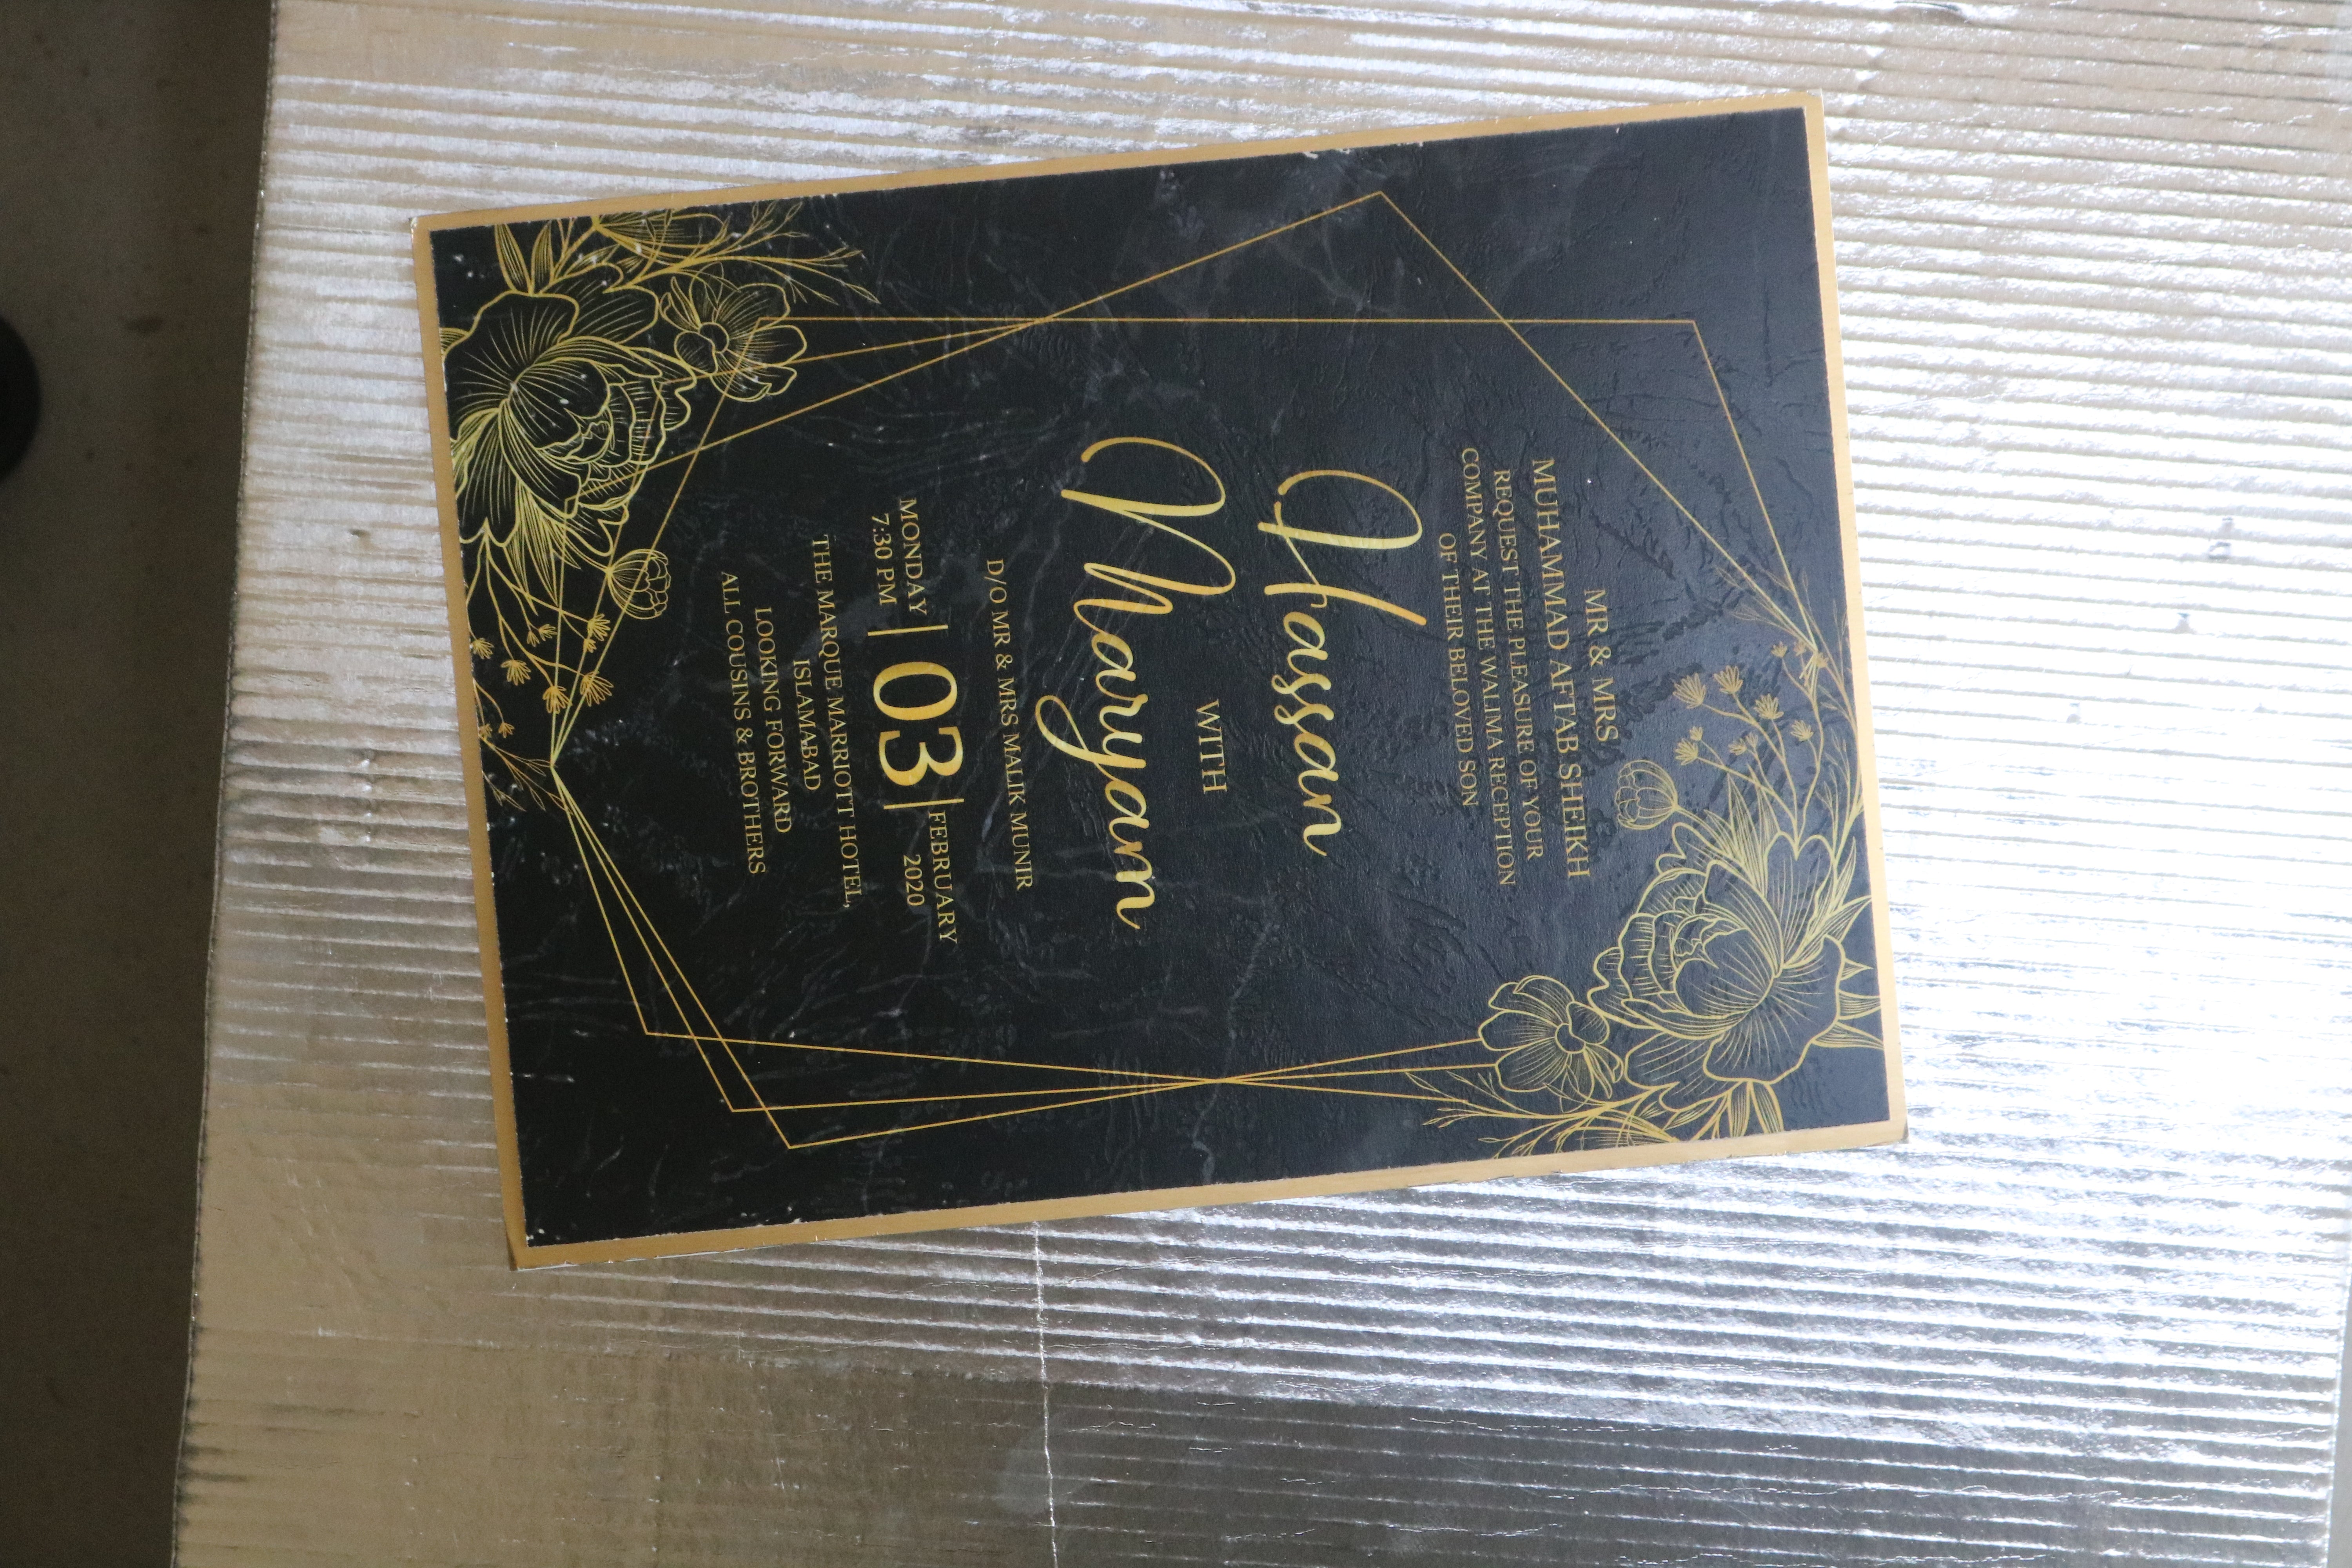 MR & MRS
MUHAMMAD AFTAB SHEIKH
REQUEST THE PLEASURE OF YOUR
COMPANY AT THE WALIMA RECEPTION
OF THEIR BELOVED SON
Hassan
WITH
Maryam
D/O MR & MRS MALIK MUNIR
MONDAY | 03 | FEBRUARY
7:30 PM 2020
THE MARQUE MARRIOTT HOTEL,
ISLAMABAD
LOOKING FORWARD
ALL COUSINS & BROTHERS